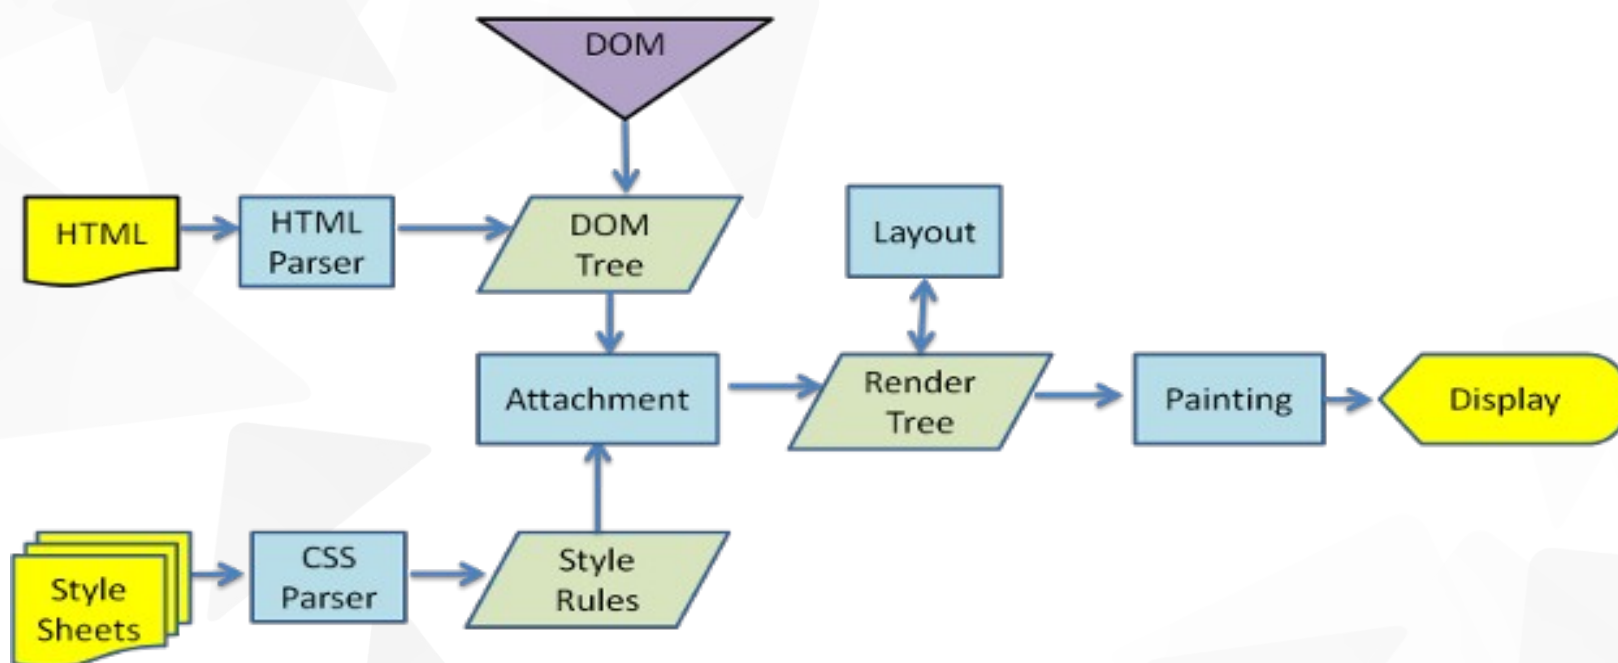 DOM
HTML
HTML
Parser
DOM
Tree
Layout
Attachment
Render
Tree
Painting
Display
Style
Sheets
CSS
Parser
Style
Rules